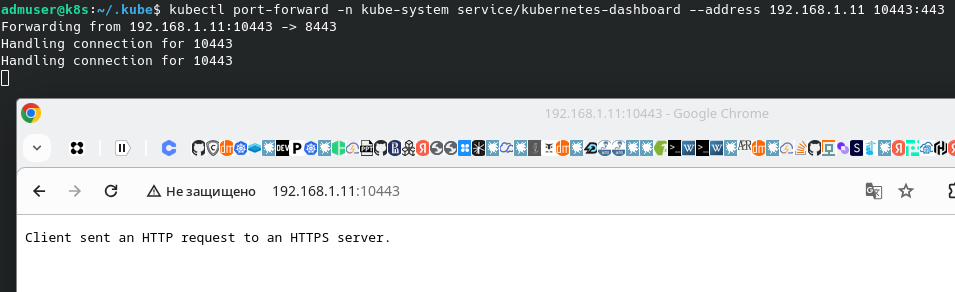 admuser@k8s:~/.kube$ kubectl port-forward -n kube-system service/kubernetes-dashboard --address 192.168.1.11 10443:443
Forwarding from 192.168.1.11:10443 -> 8443
Handling connection for 10443
Handling connection for 10443
192.168.1.11:10443 - Google Chrome
Не защищено 192.168.1.11:10443
Client sent an HTTP request to an HTTPS server.